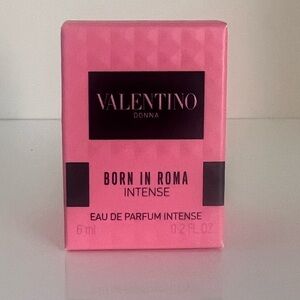 VALENTINO
DONNA
BORN IN ROMA
INTENSE
EAU DE PARFUM INTENSE
6 ml 0.2 FL OZ